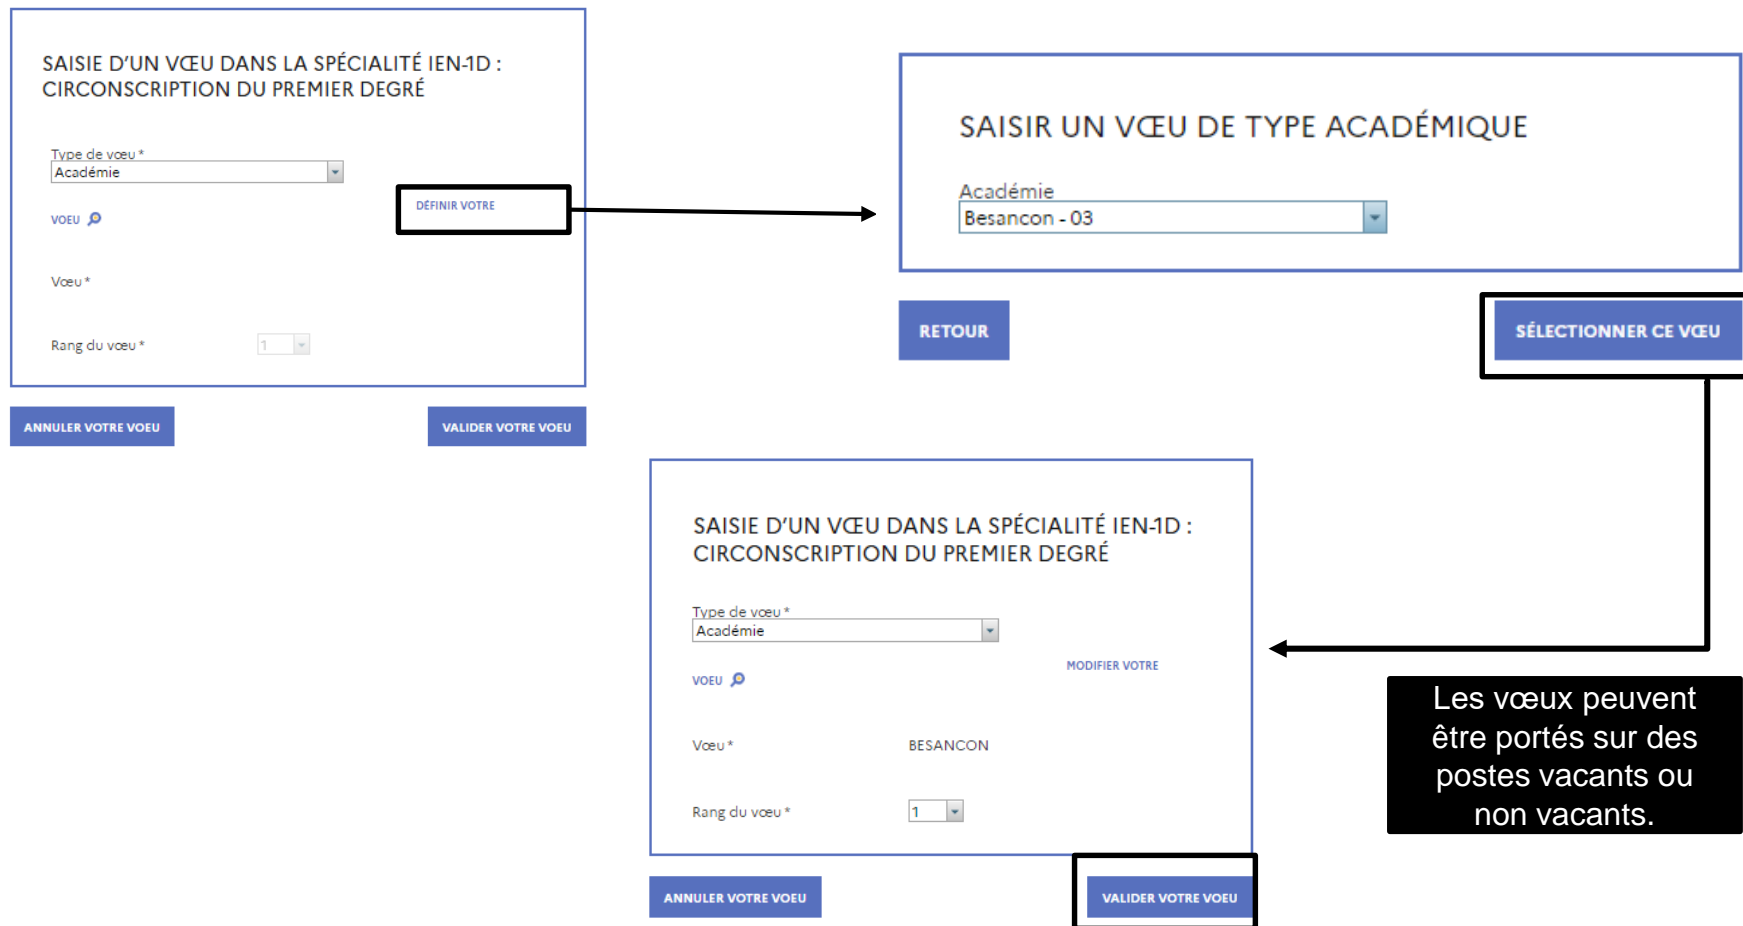 SAISIE D'UN VŒU DANS LA SPÉCIALITÉ IEN-1D :
CIRCONSCRIPTION DU PREMIER DEGRÉ
Type de vœu *
Académie
DÉFINIR VOTRE
VOEU
Vœu *
Rang du vœu *
1
ANNULER VOTRE VOEU
VALIDER VOTRE VOEU
SAISIR UN VŒU DE TYPE ACADÉMIQUE
Académie
Besancon - 03
RETOUR
SÉLECTIONNER CE VŒU
SAISIE D'UN VŒU DANS LA SPÉCIALITÉ IEN-1D :
CIRCONSCRIPTION DU PREMIER DEGRÉ
Type de vœu *
Académie
MODIFIER VOTRE
VOEU
Vœu *
BESANCON
Rang du vœu *
1
ANNULER VOTRE VOEU
VALIDER VOTRE VOEU
Les vœux peuvent
être portés sur des
postes vacants ou
non vacants.